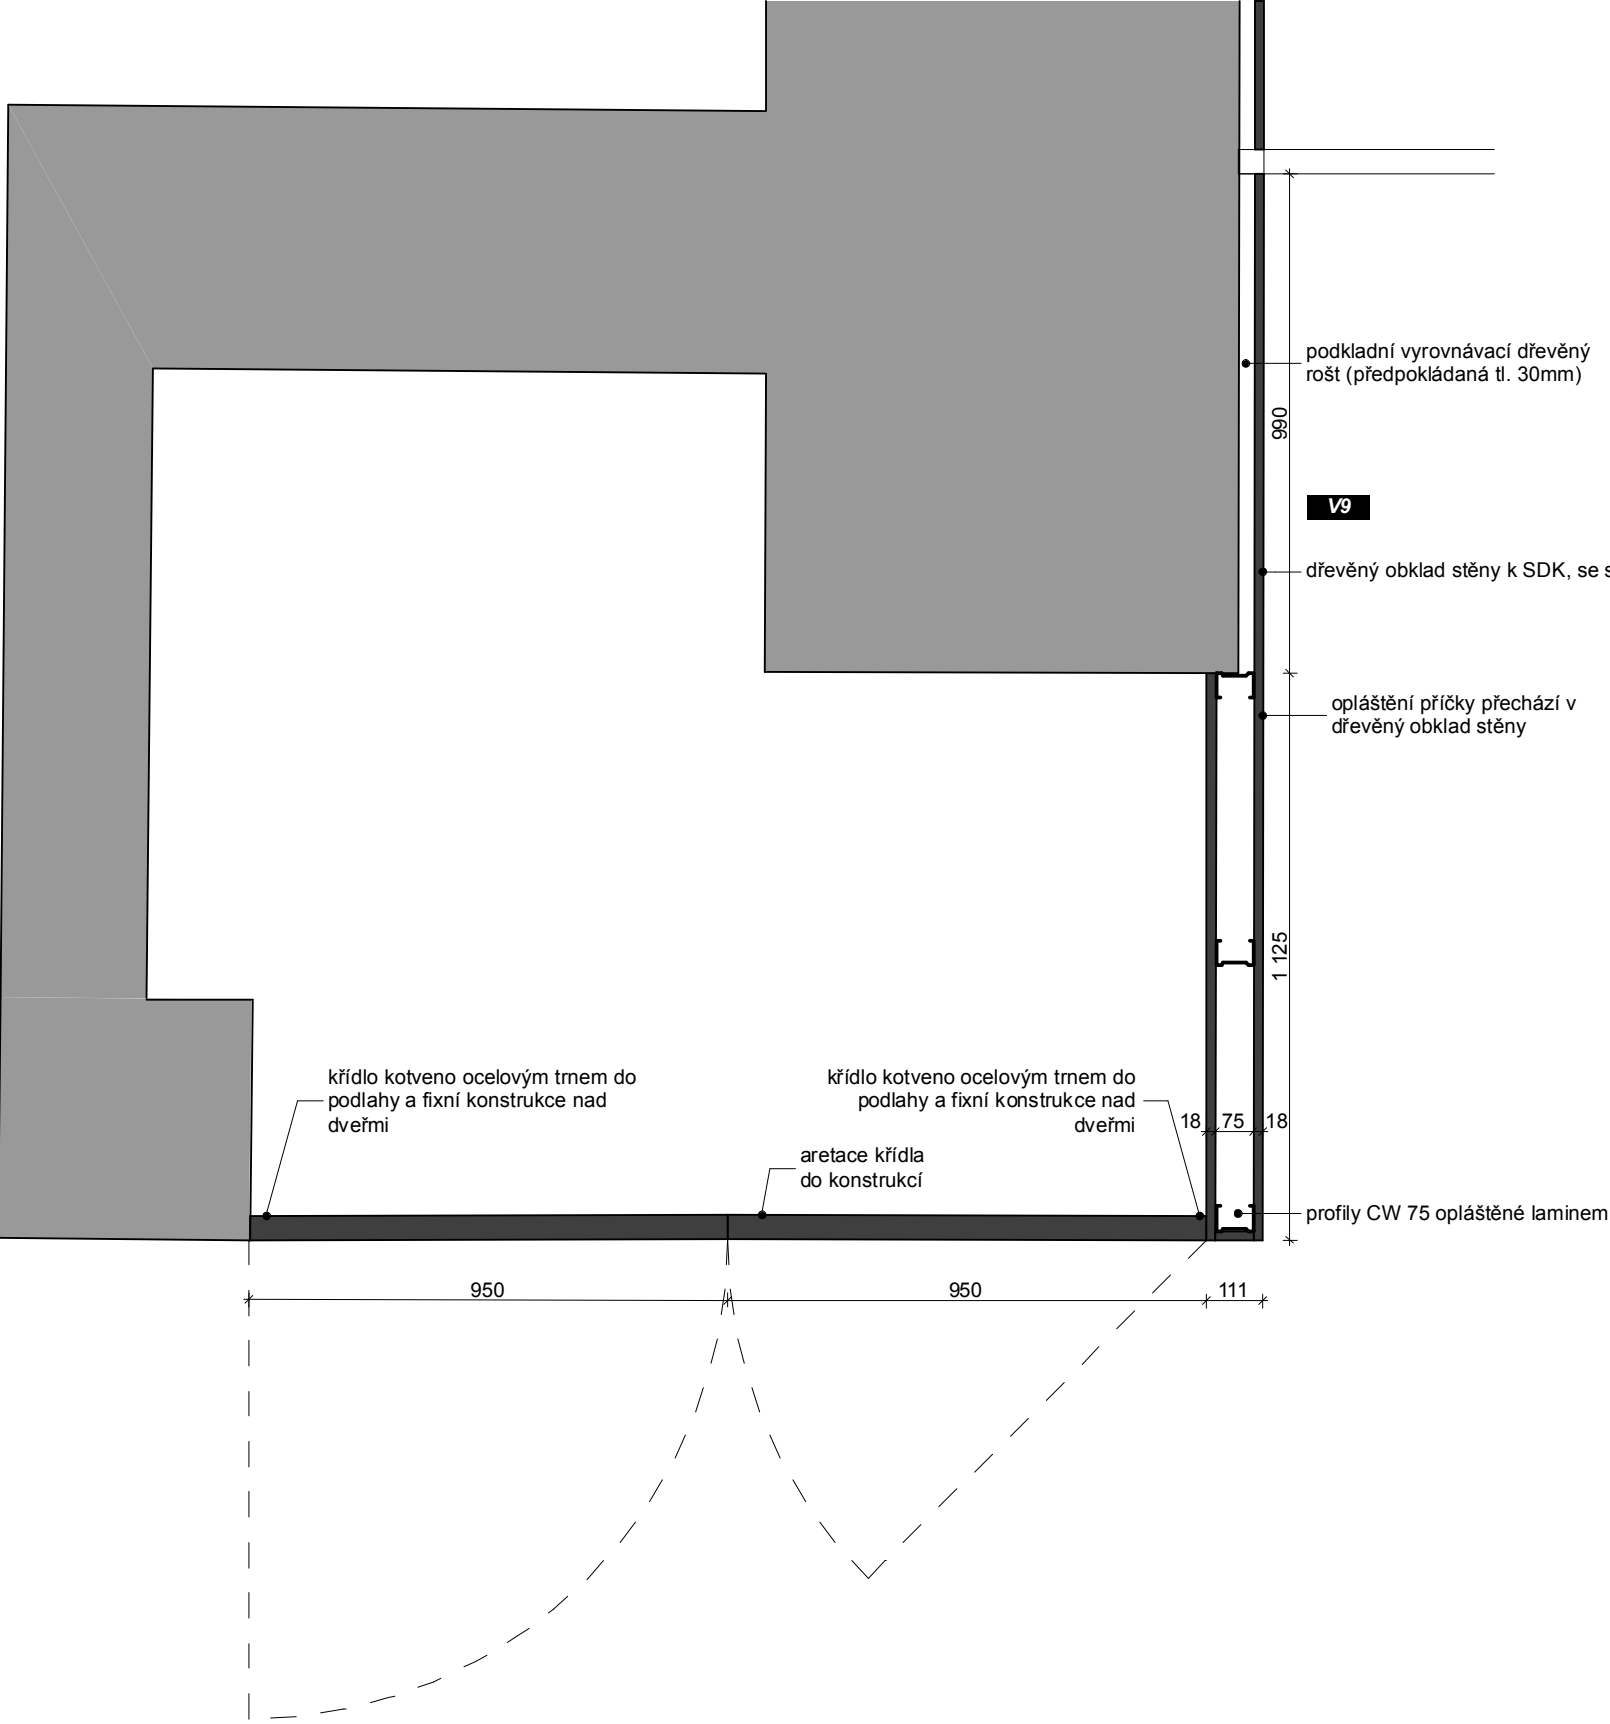 podkladní vyrovnávací dřevěný
rošt (předpokládaná tl. 30mm)
990
V9
dřevěný obklad stěny k SDK, se s
opláštění příčky přechází v
dřevěný obklad stěny
1 125
křídlo kotveno ocelovým trnem do
podlahy a fixní konstrukce nad
dveřmi
křídlo kotveno ocelovým trnem do
podlahy a fixní konstrukce nad
dveřmi
18 75 18
aretace křídla
do konstrukcí
profily CW 75 opláštěné laminem
950 950 111